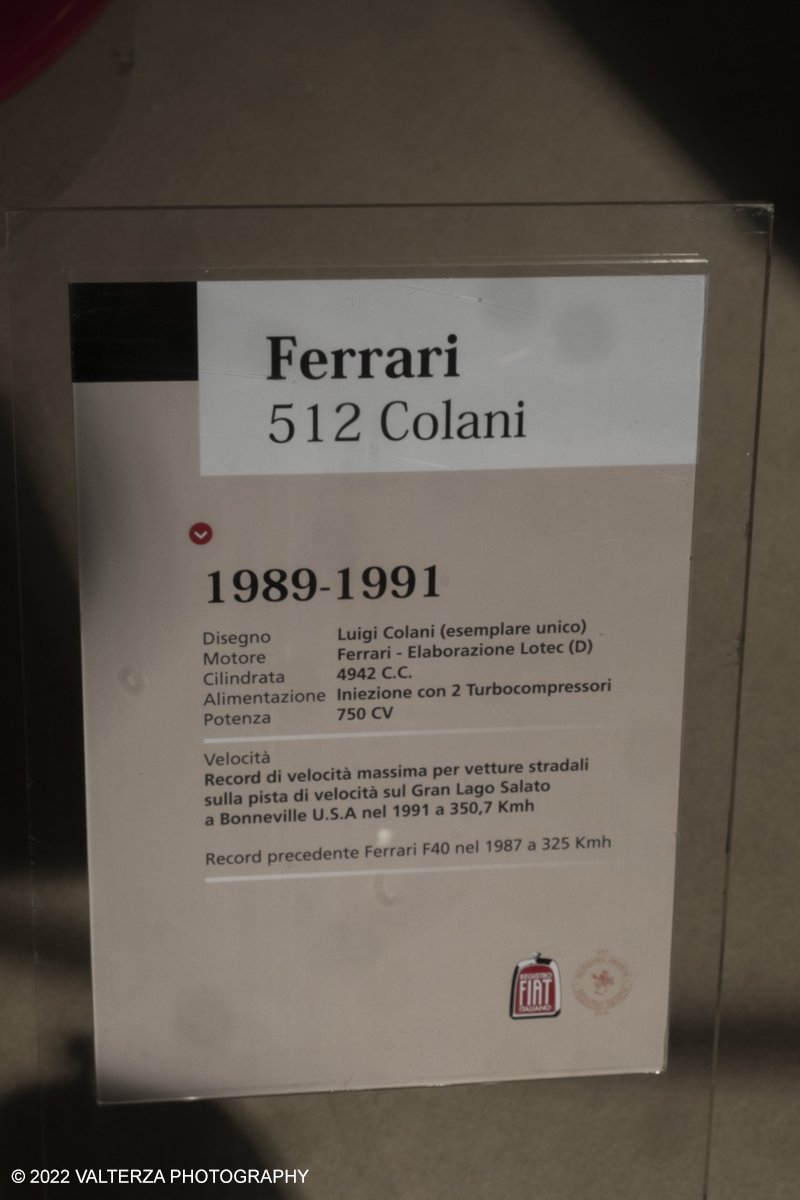 Ferrari
512 Colani
1989-1991
Disegno Luigi Colani (esemplare unico)
Motore Ferrari - Elaborazione Lotec (D)
Cilindrata 4942 C.C.
Alimentazione Iniezione con 2 Turbocompressori
Potenza 750 CV
Velocità
Record di velocità massima per vetture stradali
sulla pista di velocità sul Gran Lago Salato
a Bonneville U.S.A nel 1991 a 350,7 Kmh
Record precedente Ferrari F40 nel 1987 a 325 Kmh
REGISTRO
FIAT
ITALIANO
© 2022 VALTERZA PHOTOGRAPHY